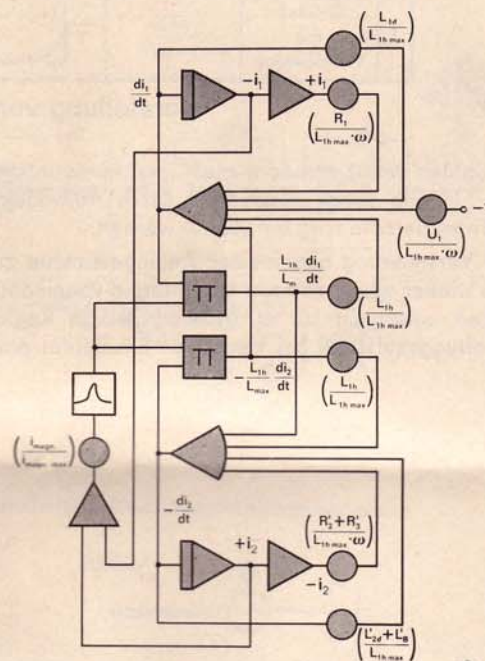 (L1d / L1h max)
di1 / dt
-i1
+i1
(R1 / L1h max · ω)
(U1 / L1h max · ω)
L1h / Lm di1 / dt
(L1h / L1h max)
π
π
- L1h / Lmax di2 / dt
(L1h / L1h max)
(imagn. / imagn. max)
- di2 / dt
+i2
-i2
(R'2 + R'3 / L1h max · ω)
(L'2d + L'B / L1h max)